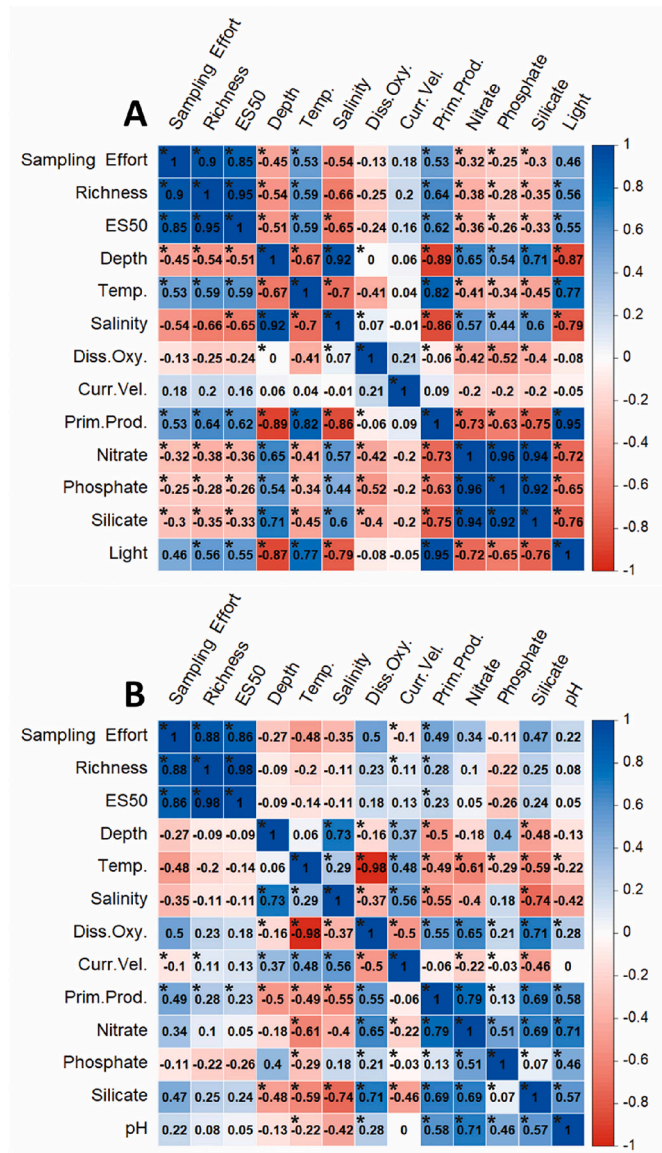 A
Sampling Effort
Richness
ES50
Depth
Temp.
Salinity
Diss.Oxy.
Curr.Vel.
Prim.Prod.
Nitrate
Phosphate
Silicate
Light
Sampling Effort *1 *0.9 *0.85 *-0.45 *0.53 *-0.54 *-0.13 0.18 *0.53 *-0.32 *-0.25 *-0.3 0.46
Richness *0.9 *1 *0.95 *-0.54 *0.59 *-0.66 *-0.25 0.2 *0.64 *-0.38 *-0.28 *-0.35 *0.56
ES50 *0.85 *0.95 *1 *-0.51 *0.59 *-0.65 *-0.24 0.16 *0.62 *-0.36 *-0.26 *-0.33 *0.55
Depth *-0.45 *-0.54 *-0.51 *1 *-0.67 *0.92 *0 0.06 *-0.89 *0.65 *0.54 *0.71 *-0.87
Temp. *0.53 *0.59 *0.59 *-0.67 *1 *-0.7 *-0.41 0.04 *0.82 *-0.41 *-0.34 *-0.45 *0.77
Salinity *-0.54 *-0.66 *-0.65 *0.92 *-0.7 *1 *0.07 -0.01 *-0.86 *0.57 *0.44 *0.6 *-0.79
Diss.Oxy. *-0.13 *-0.25 *-0.24 *0 *-0.41 *0.07 *1 0.21 *-0.06 *-0.42 *-0.52 *-0.4 -0.08
Curr.Vel. 0.18 0.2 0.16 0.06 0.04 -0.01 0.21 *1 0.09 -0.2 -0.2 -0.2 -0.05
Prim.Prod. *0.53 *0.64 *0.62 *-0.89 *0.82 *-0.86 *-0.06 0.09 *1 *-0.73 *-0.63 *-0.75 *0.95
Nitrate *-0.32 *-0.38 *-0.36 *0.65 *-0.41 *0.57 *-0.42 -0.2 *-0.73 *1 *0.96 *0.94 *-0.72
Phosphate *-0.25 *-0.28 *-0.26 *0.54 *-0.34 *0.44 *-0.52 -0.2 *-0.63 *0.96 *1 *0.92 *-0.65
Silicate *-0.3 *-0.35 *-0.33 *0.71 *-0.45 *0.6 *-0.4 -0.2 *-0.75 *0.94 *0.92 *1 *-0.76
Light 0.46 *0.56 *0.55 *-0.87 *0.77 *-0.79 -0.08 -0.05 *0.95 *-0.72 *-0.65 *-0.76 *1
1
0.8
0.6
0.4
0.2
0
-0.2
-0.4
-0.6
-0.8
-1
B
Sampling Effort
Richness
ES50
Depth
Temp.
Salinity
Diss.Oxy.
Curr.Vel.
Prim.Prod.
Nitrate
Phosphate
Silicate
pH
Sampling Effort *1 *0.88 *0.86 -0.27 -0.48 -0.35 0.5 *-0.1 *0.49 0.34 -0.11 0.47 0.22
Richness *0.88 *1 *0.98 -0.09 -0.2 -0.11 0.23 *0.11 *0.28 0.1 -0.22 0.25 0.08
ES50 *0.86 *0.98 *1 -0.09 -0.14 -0.11 0.18 0.13 *0.23 0.05 -0.26 0.24 0.05
Depth -0.27 -0.09 -0.09 *1 0.06 *0.73 *-0.16 *0.37 *-0.5 -0.18 0.4 *-0.48 -0.13
Temp. -0.48 -0.2 -0.14 0.06 *1 *0.29 *-0.98 *0.48 *-0.49 *-0.61 *-0.29 *-0.59 *-0.22
Salinity -0.35 -0.11 -0.11 *0.73 *0.29 *1 *-0.37 *0.56 *-0.55 -0.4 0.18 *-0.74 -0.42
Diss.Oxy. 0.5 0.23 0.18 *-0.16 *-0.98 *-0.37 *1 *-0.5 *0.55 *0.65 *0.21 *0.71 *0.28
Curr.Vel. *-0.1 *0.11 0.13 *0.37 *0.48 *0.56 *-0.5 *1 -0.06 *-0.22 *-0.03 *-0.46 0
Prim.Prod. *0.49 *0.28 *0.23 *-0.5 *-0.49 *-0.55 *0.55 *-0.06 *1 *0.79 *0.13 *0.69 *0.58
Nitrate 0.34 0.1 0.05 -0.18 *-0.61 -0.4 *0.65 *-0.22 *0.79 *1 *0.51 *0.69 *0.71
Phosphate -0.11 -0.22 -0.26 0.4 *-0.29 0.18 *0.21 *-0.03 *0.13 *0.51 *1 *0.07 *0.46
Silicate 0.47 0.25 0.24 *-0.48 *-0.59 *-0.74 *0.71 *-0.46 *0.69 *0.69 *0.07 *1 *0.57
pH 0.22 0.08 0.05 -0.13 *-0.22 -0.42 *0.28 0 *0.58 *0.71 *0.46 *0.57 *1
1
0.8
0.6
0.4
0.2
0
-0.2
-0.4
-0.6
-0.8
-1